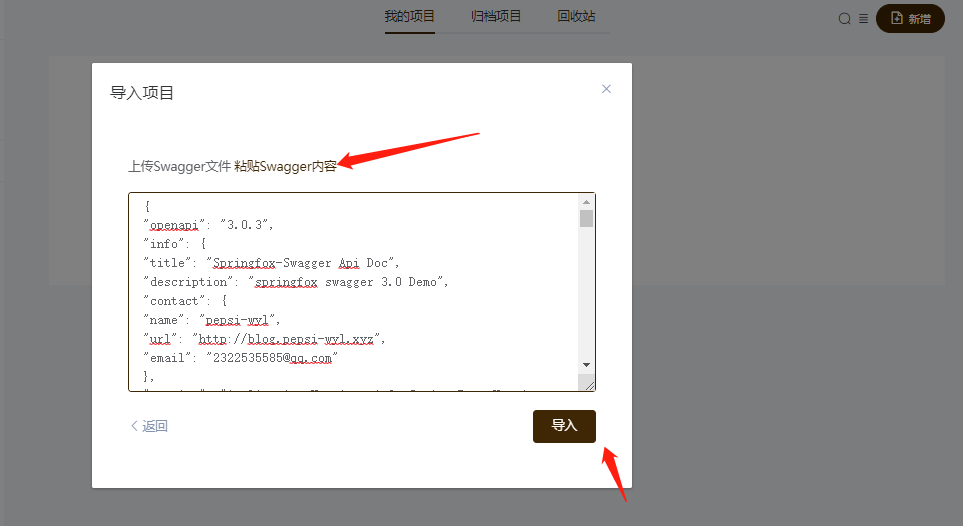 我的项目 归档项目 回收站 新增
导入项目
上传Swagger文件 粘贴Swagger内容
{
"openapi": "3.0.3",
"info": {
"title": "Springfox-Swagger Api Doc",
"description": "springfox swagger 3.0 Demo",
"contact": {
"name": "pepsi-wyl",
"url": "http://blog.pepsi-wyl.xyz",
"email": "2322535585@qq.com"
},
返回 导入